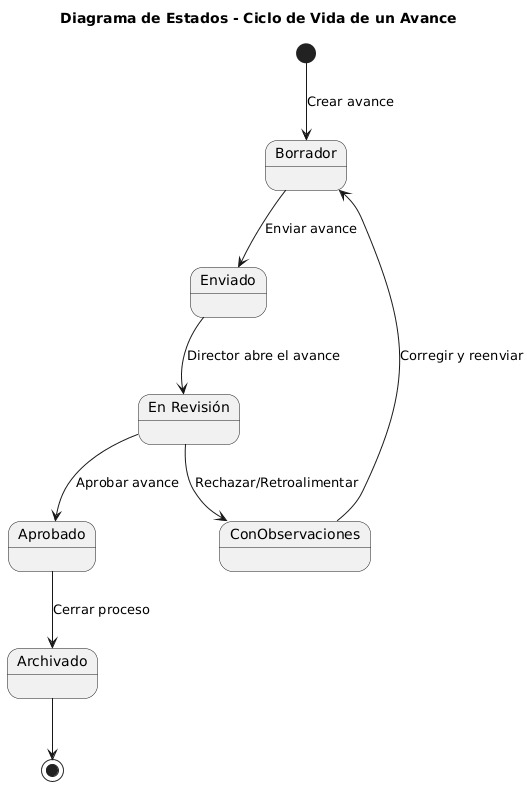 Diagrama de Estados - Ciclo de Vida de un Avance
Crear avance
Borrador
Enviar avance
Enviado
Director abre el avance
Corregir y reenviar
En Revisión
Aprobar avance
Rechazar/Retroalimentar
Aprobado
ConObservaciones
Cerrar proceso
Archivado